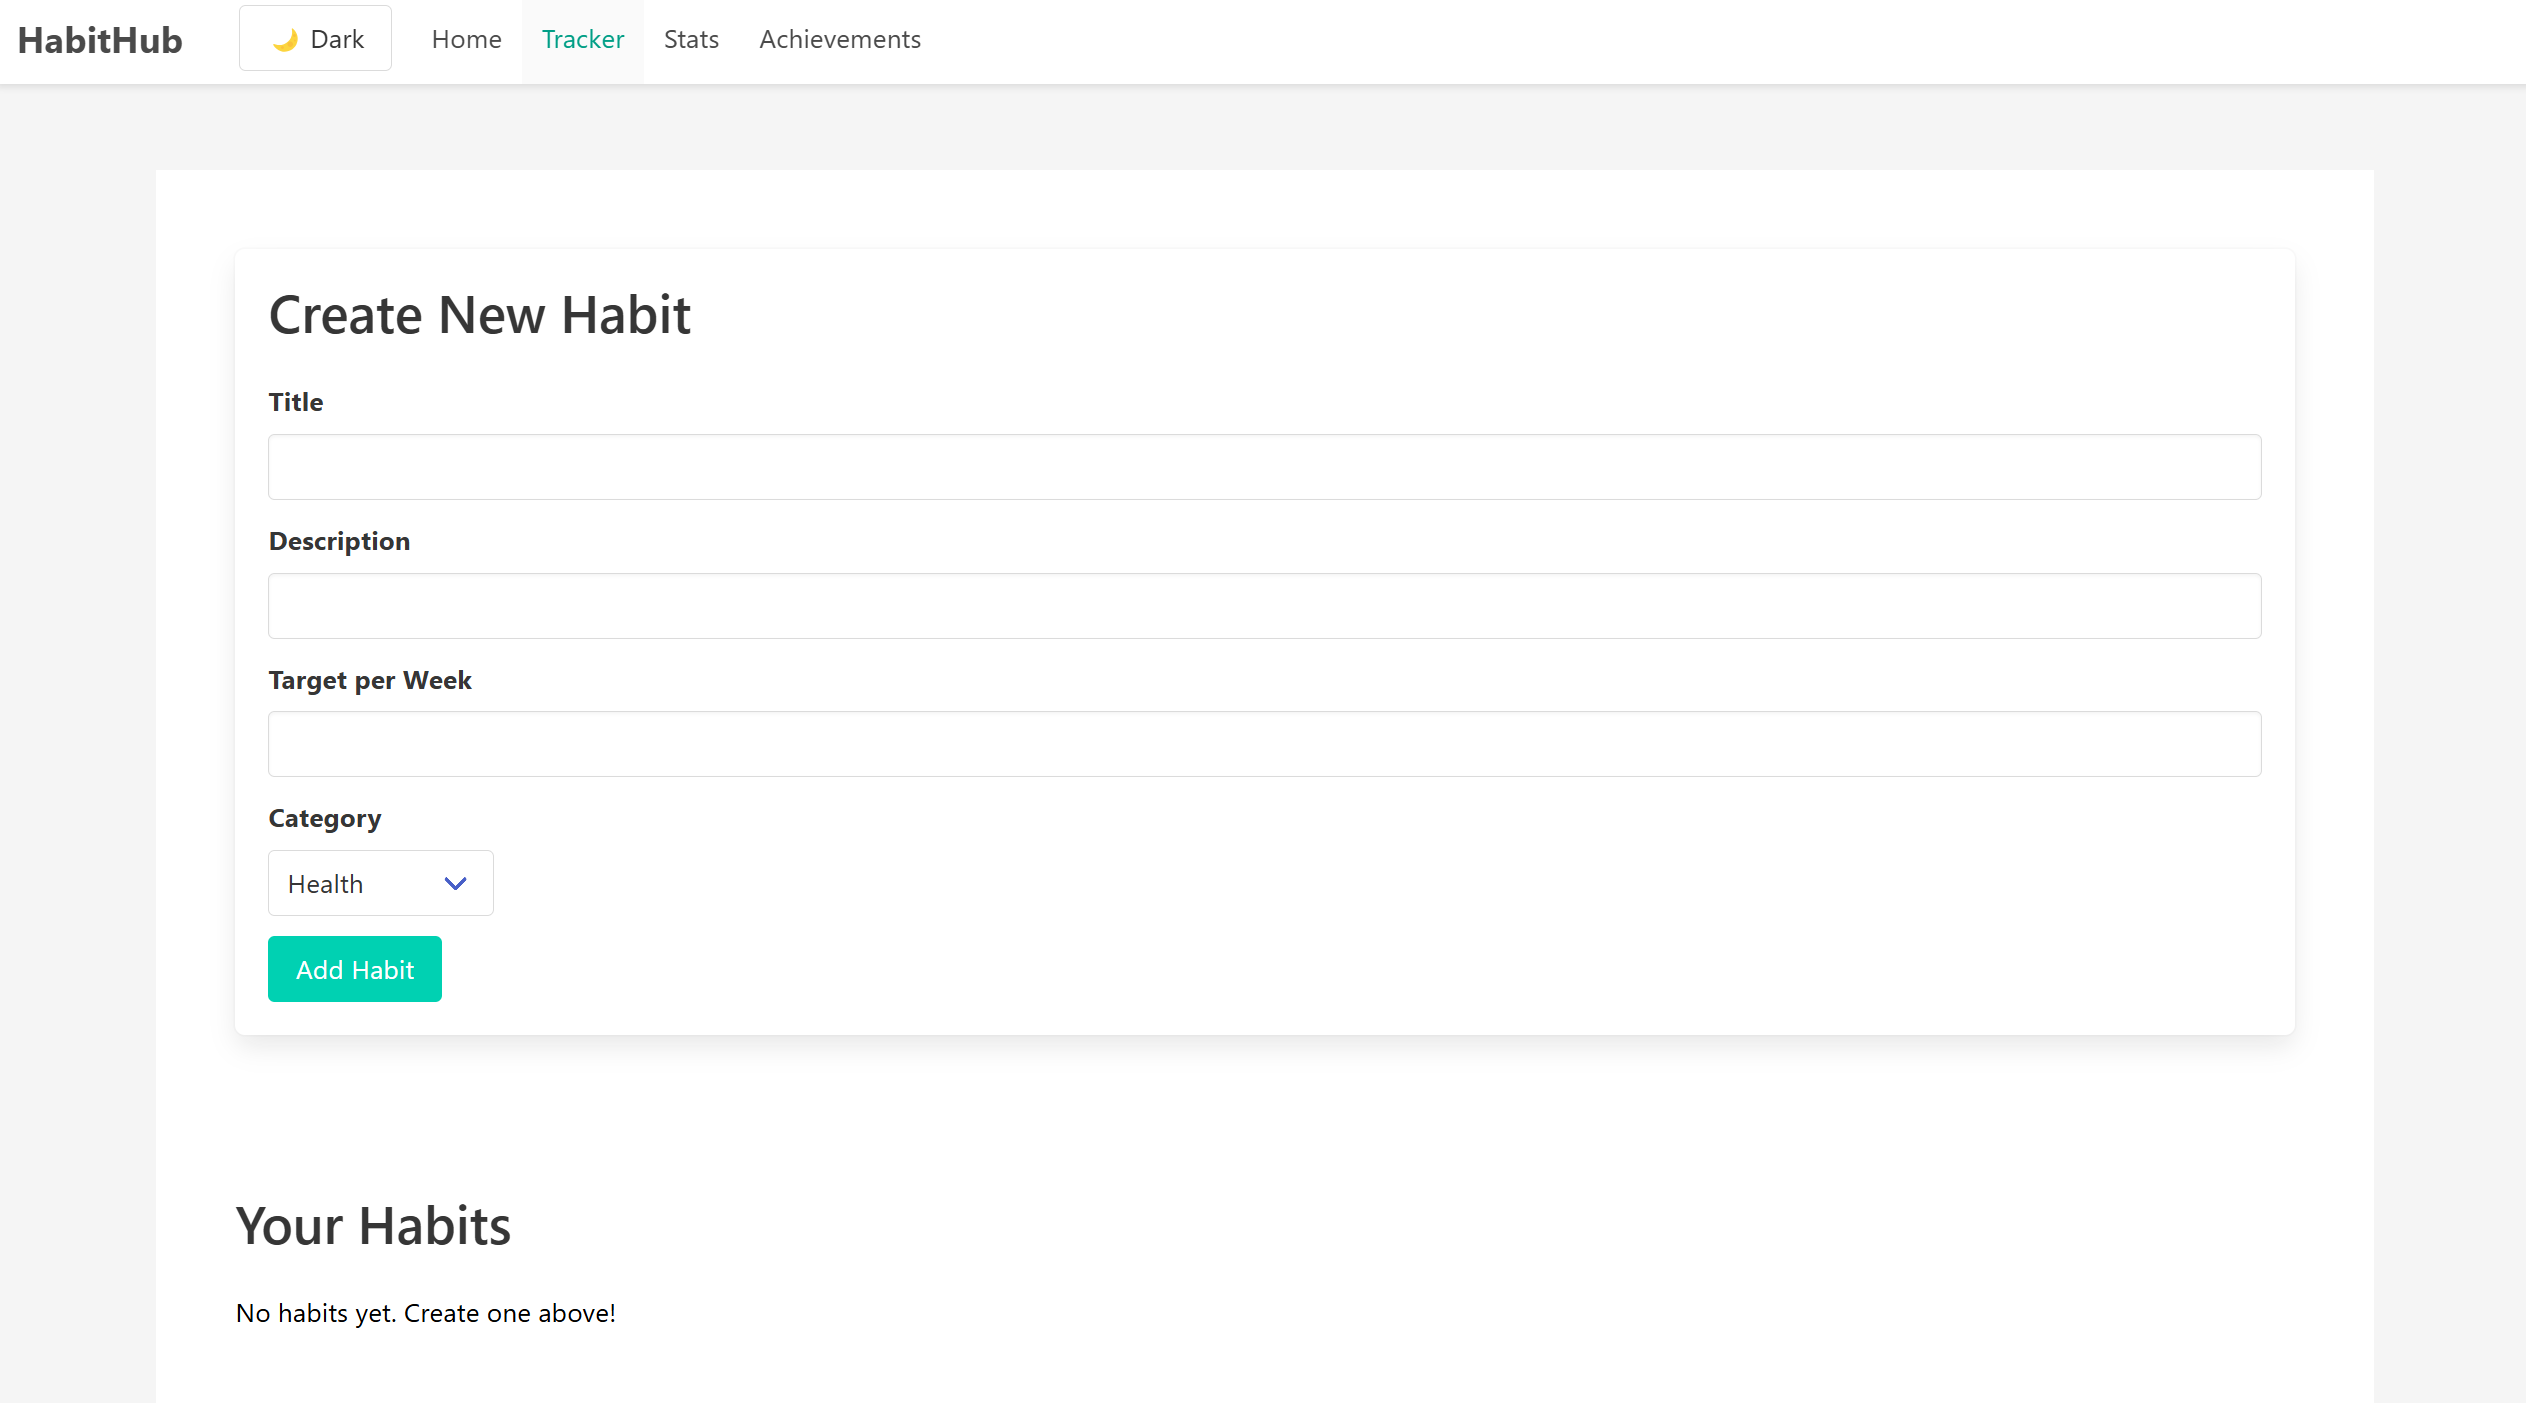 HabitHub 🌙 Dark Home Tracker Stats Achievements
Create New Habit
Title
Description
Target per Week
Category
Health
Add Habit
Your Habits
No habits yet. Create one above!